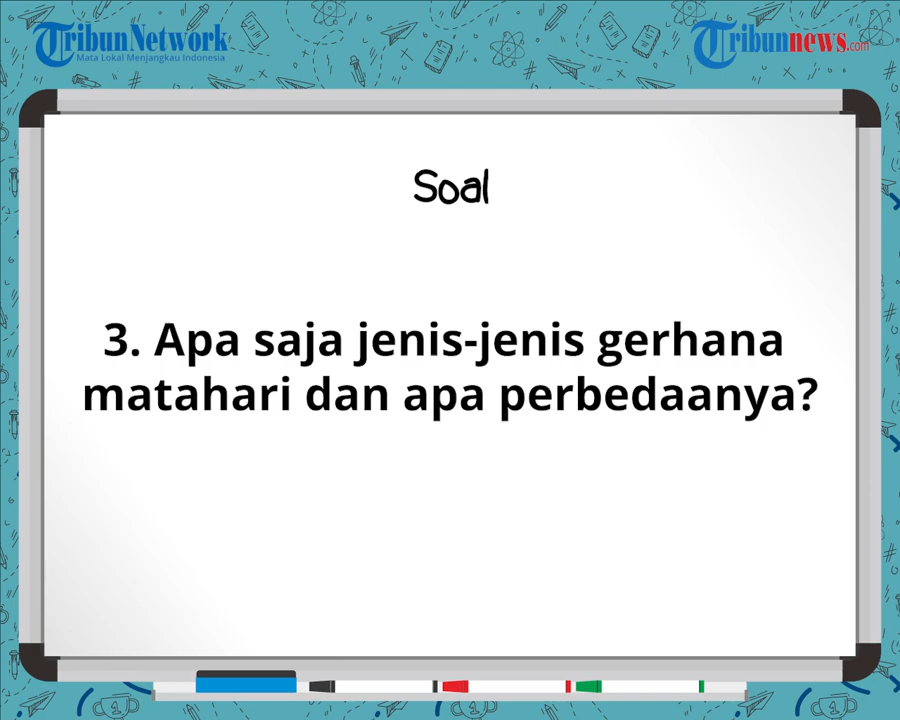 TribunNetwork
Mata Lokal Menjangkau Indonesia
Tribunnews.com
Soal
3. Apa saja jenis-jenis gerhana
matahari dan apa perbedaanya?